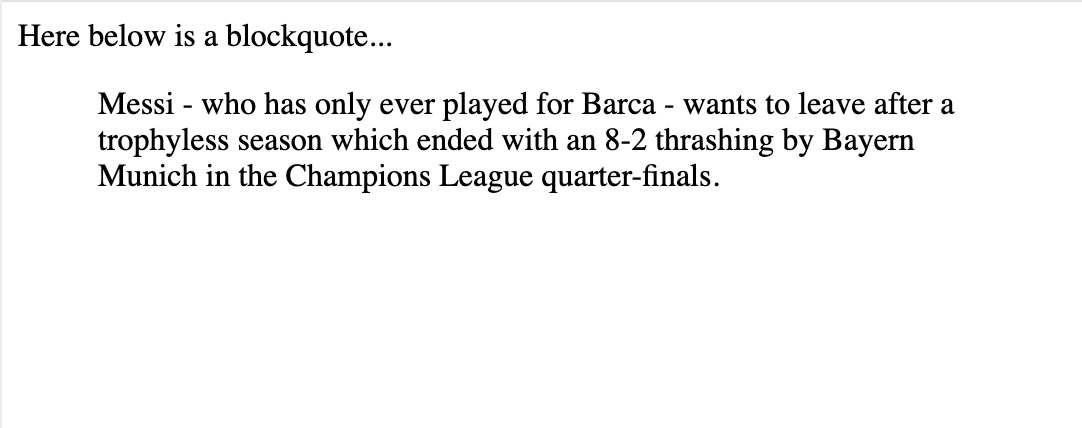 Here below is a blockquote...
Messi - who has only ever played for Barca - wants to leave after a
trophyless season which ended with an 8-2 thrashing by Bayern
Munich in the Champions League quarter-finals.